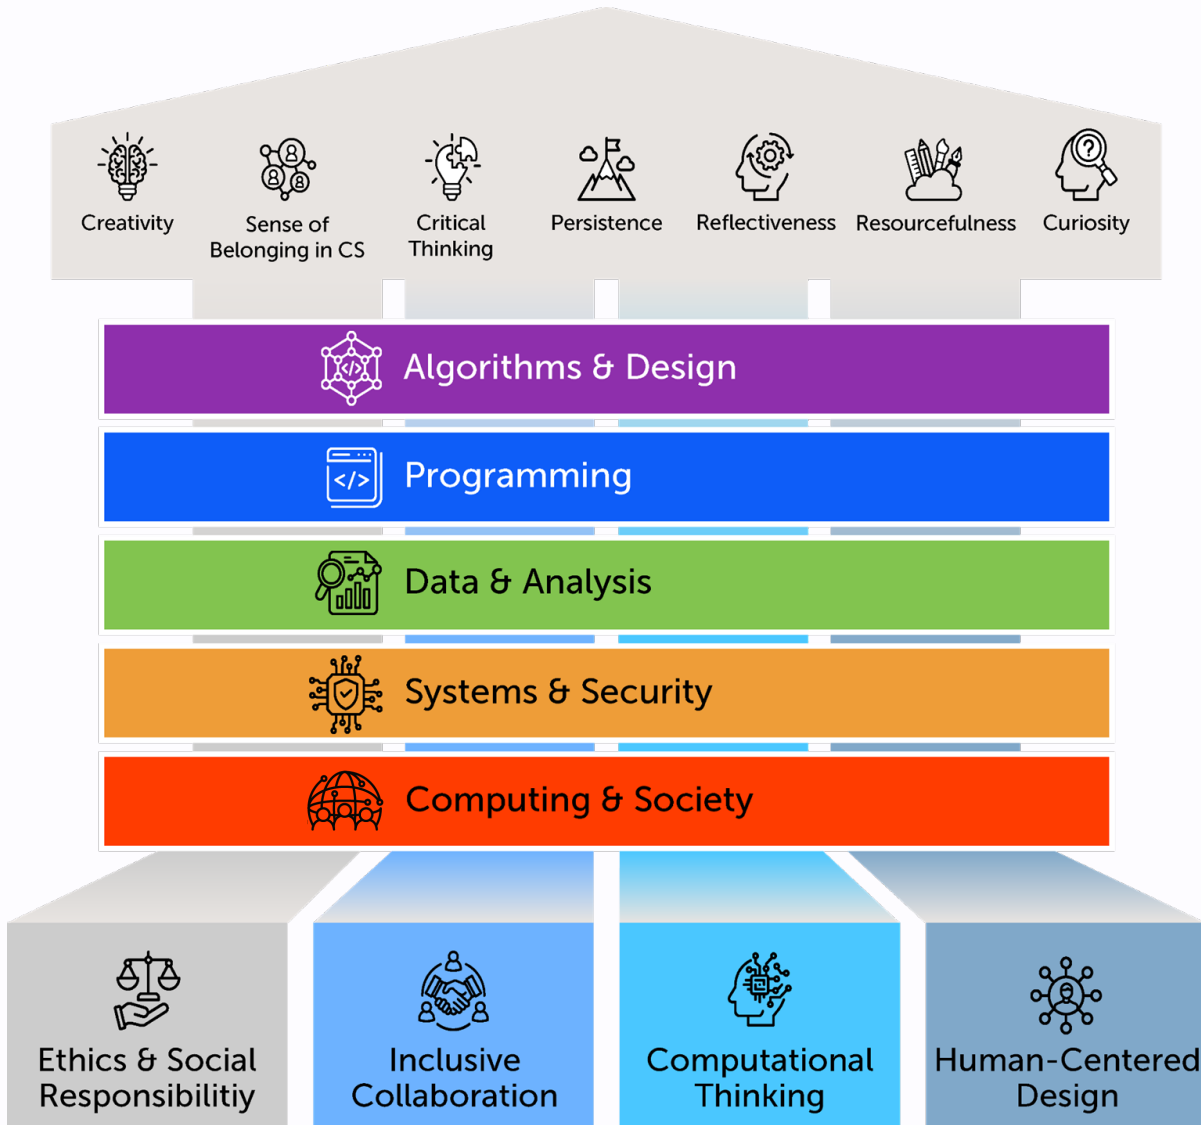 Creativity
Sense of
Belonging in CS
Critical
Thinking
Persistence
Reflectiveness
Resourcefulness
Curiosity
</>
Algorithms & Design
</>
Programming
Data & Analysis
Systems & Security
Computing & Society
Ethics & Social
Responsibilitiy
Inclusive
Collaboration
Computational
Thinking
Human-Centered
Design